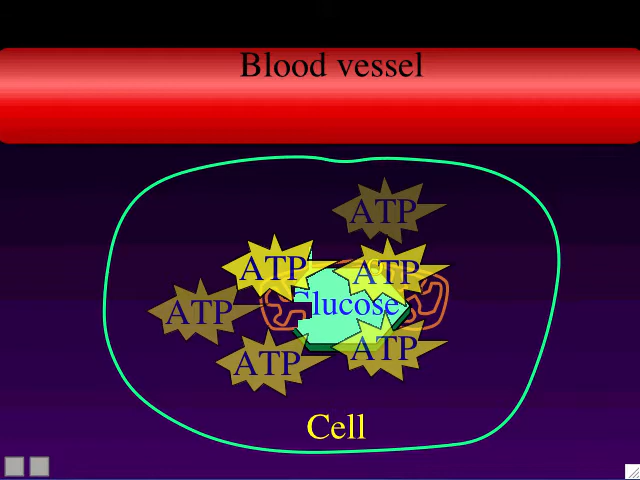 Blood vessel
ATP
ATP
ATP
Glucose
ATP
ATP
ATP
Cell